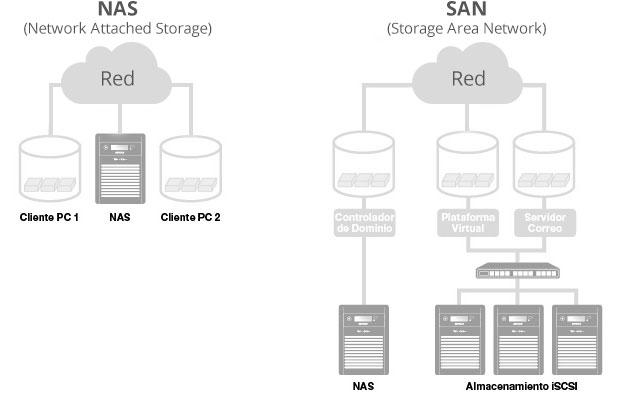 NAS
(Network Attached Storage)
Red
Cliente PC 1
NAS
Cliente PC 2
SAN
(Storage Area Network)
Red
Controlador
de Dominio
Plataforma
Virtual
Servidor
Correo
NAS
Almacenamiento iSCSI